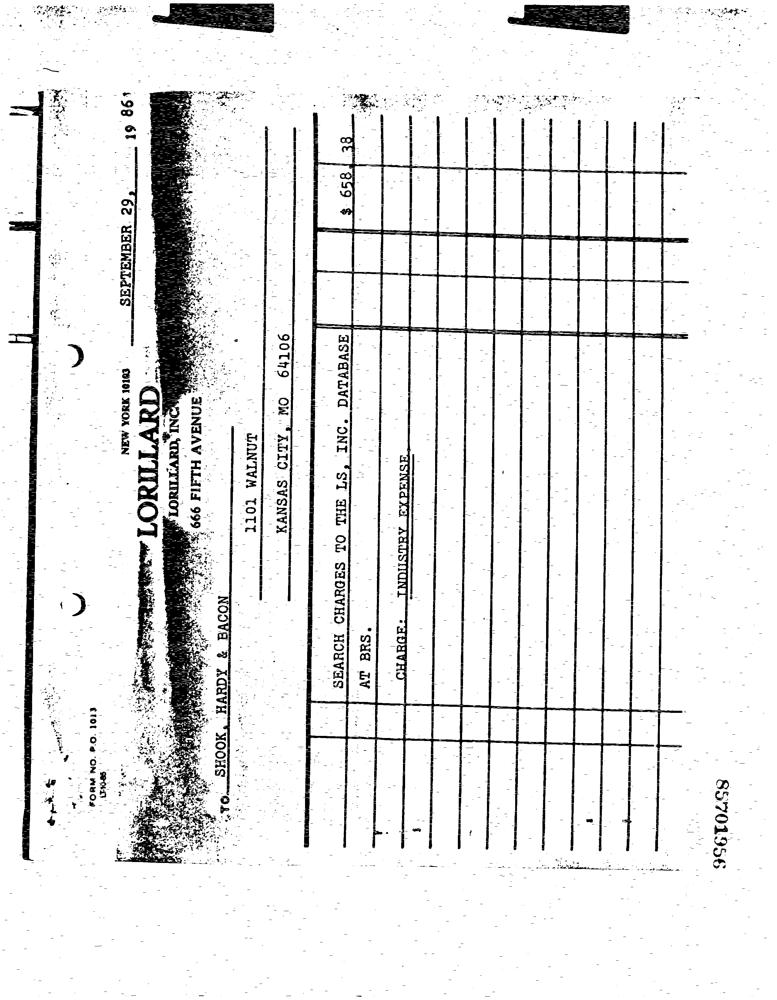 FORM NO. P.O. 1013
L7-10-85
NEW YORK 10103
SEPTEMBER 29, 19 86
LORILLARD
LORILLARD, INC.
666 FIFTH AVENUE
TO SHOOK, HARDY & BACON
1101 WALNUT
KANSAS CITY, MO 64106
SEARCH CHARGES TO THE LS, INC. DATABASE $ 658 38
AT BRS.
CHARGE: INDUSTRY EXPENSE
85701956